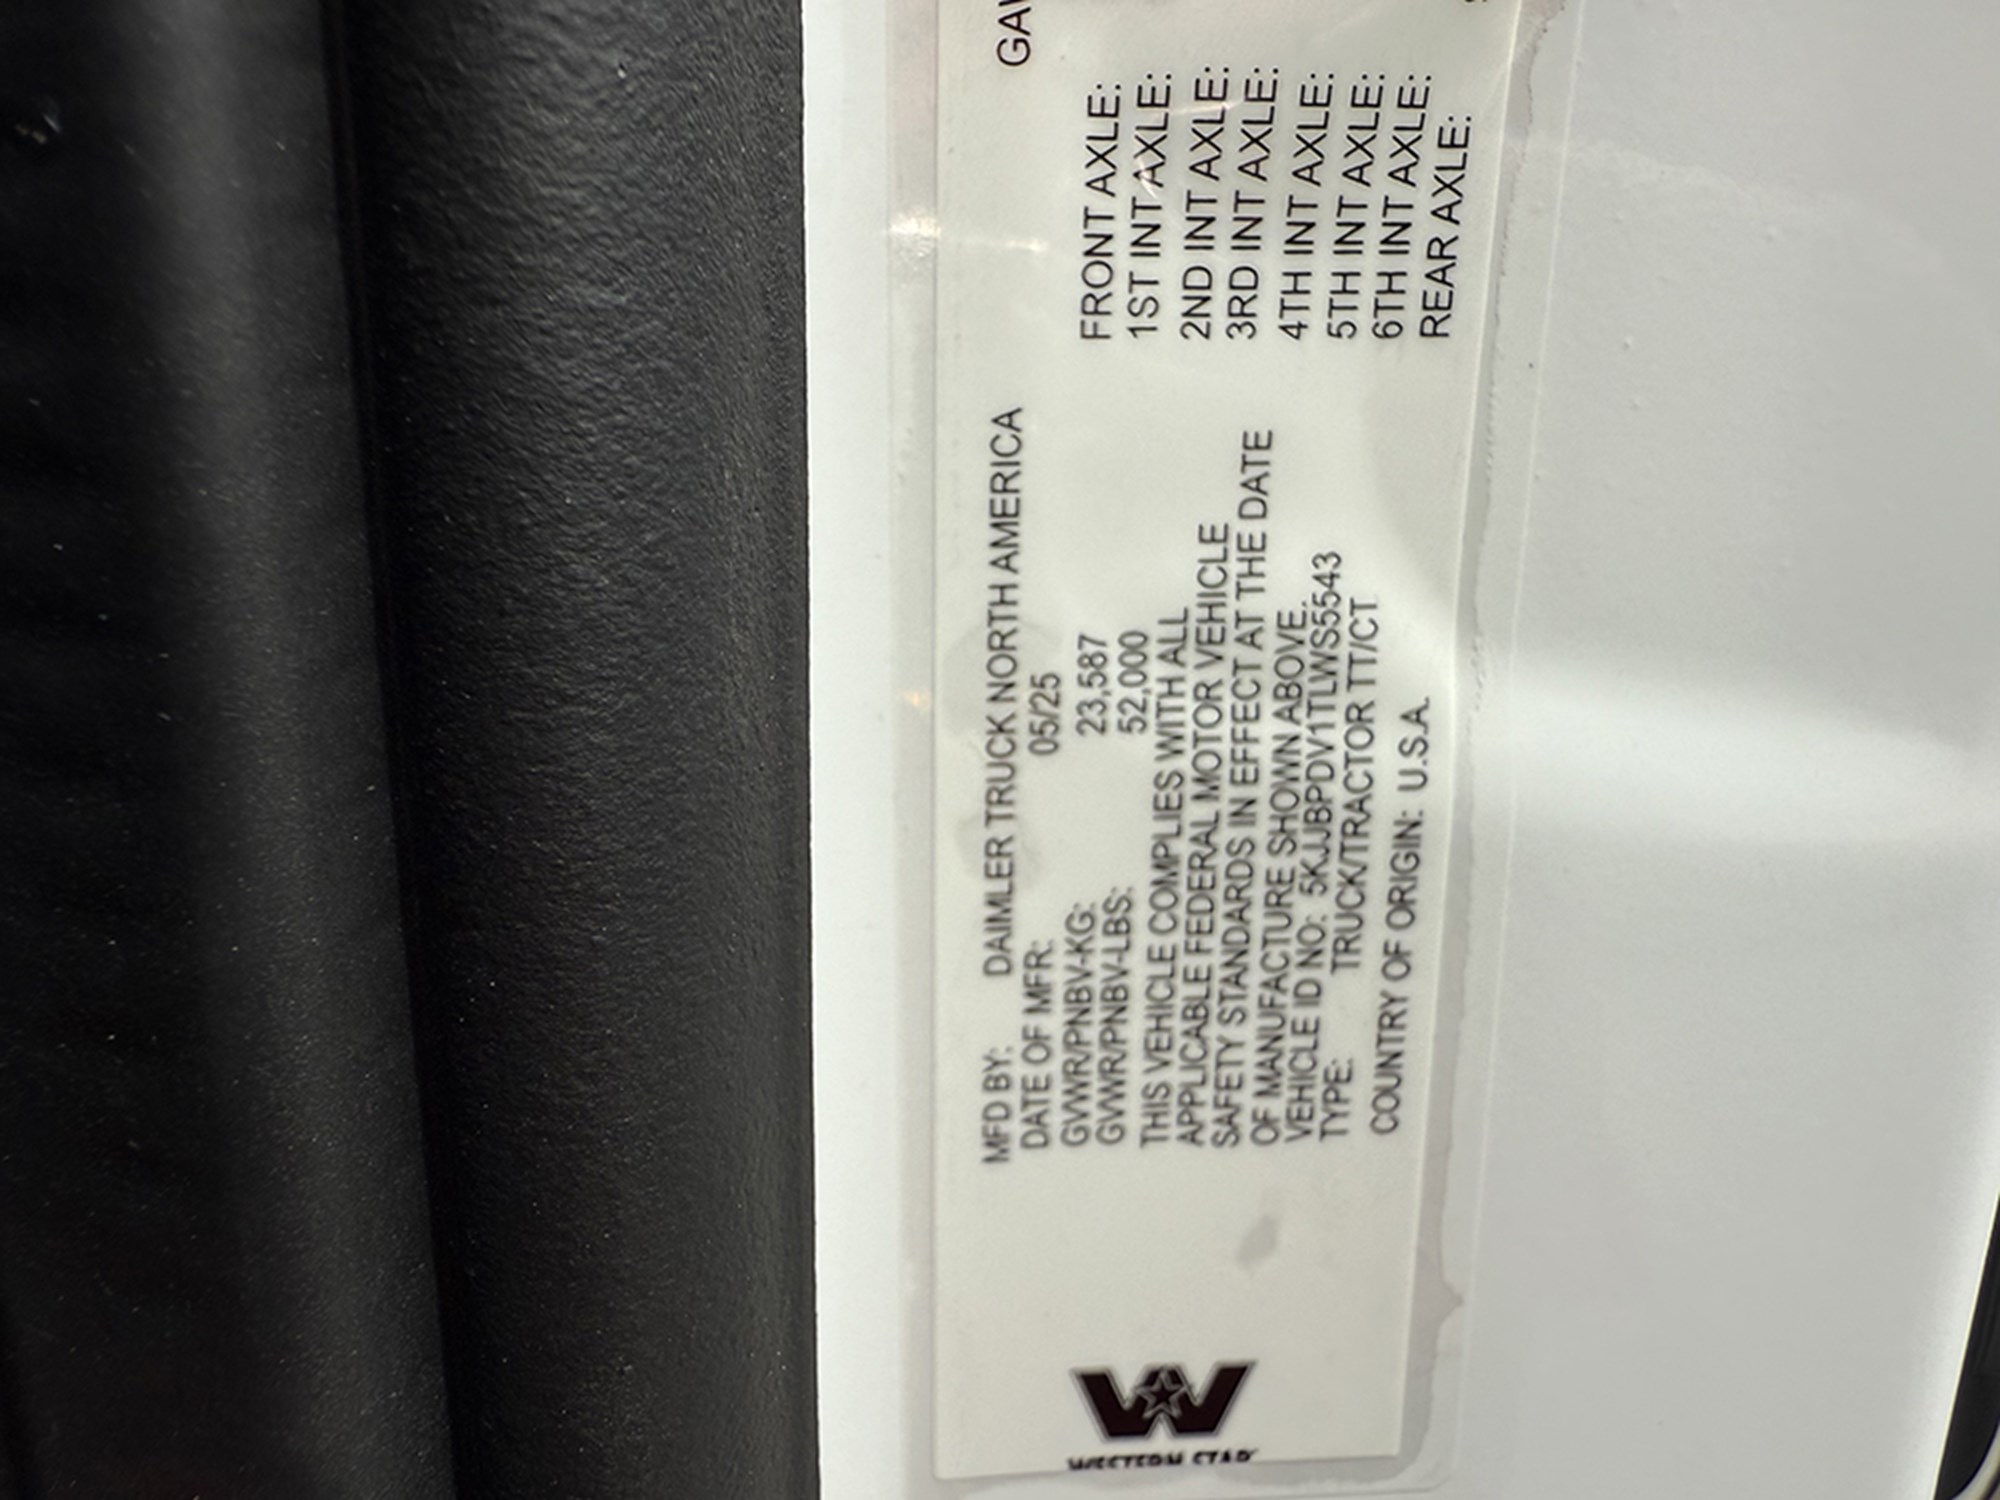 MFD BY: DAIMLER TRUCK NORTH AMERICA
DATE OF MFR: 05/25
GVWR/PNBV-KG: 23,587
GVWR/PNBV-LBS: 52,000
THIS VEHICLE COMPLIES WITH ALL
APPLICABLE FEDERAL MOTOR VEHICLE
SAFETY STANDARDS IN EFFECT AT THE DATE
OF MANUFACTURE SHOWN ABOVE.
VEHICLE ID NO: 5KJJBPDV1TLWS5543
TYPE: TRUCK/TRACTOR TT/CT
COUNTRY OF ORIGIN: U.S.A.
FRONT AXLE:
1ST INT AXLE:
2ND INT AXLE:
3RD INT AXLE:
4TH INT AXLE:
5TH INT AXLE:
6TH INT AXLE:
REAR AXLE:
WESTERN STAR